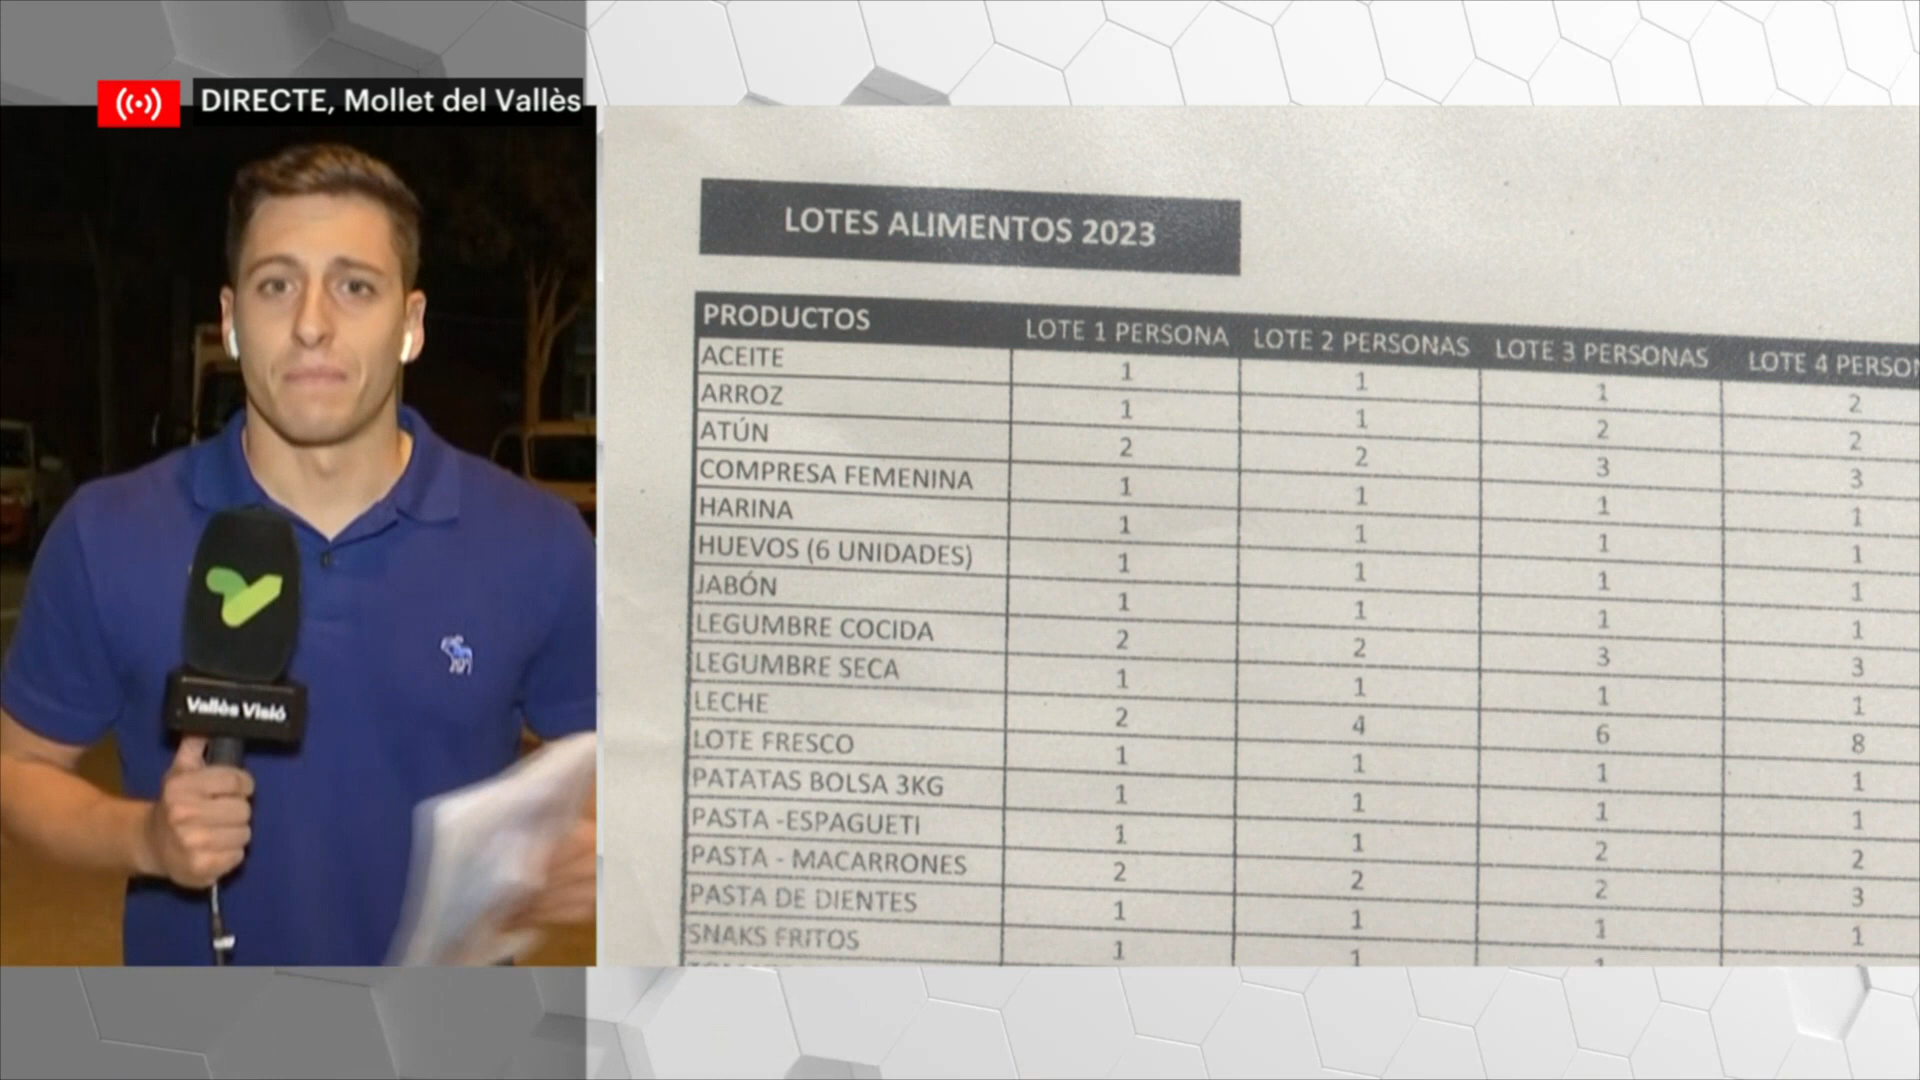 DIRECTE, Mollet del Vallès
Vallès Visió
LOTES ALIMENTOS 2023
PRODUCTOS LOTE 1 PERSONA LOTE 2 PERSONAS LOTE 3 PERSONAS LOTE 4 PERSON
ACEITE 1 1 1 2
ARROZ 1 1 2 2
ATÚN 2 2 3 3
COMPRESA FEMENINA 1 1 1 1
HARINA 1 1 1 1
HUEVOS (6 UNIDADES) 1 1 1 1
JABÓN 1 1 1 1
LEGUMBRE COCIDA 2 2 3 3
LEGUMBRE SECA 1 1 1 1
LECHE 2 4 6 8
LOTE FRESCO 1 1 1 1
PATATAS BOLSA 3KG 1 1 1 1
PASTA -ESPAGUETI 1 1 2 2
PASTA - MACARRONES 2 2 2 3
PASTA DE DIENTES 1 1 1 1
SNAKS FRITOS 1 1 1